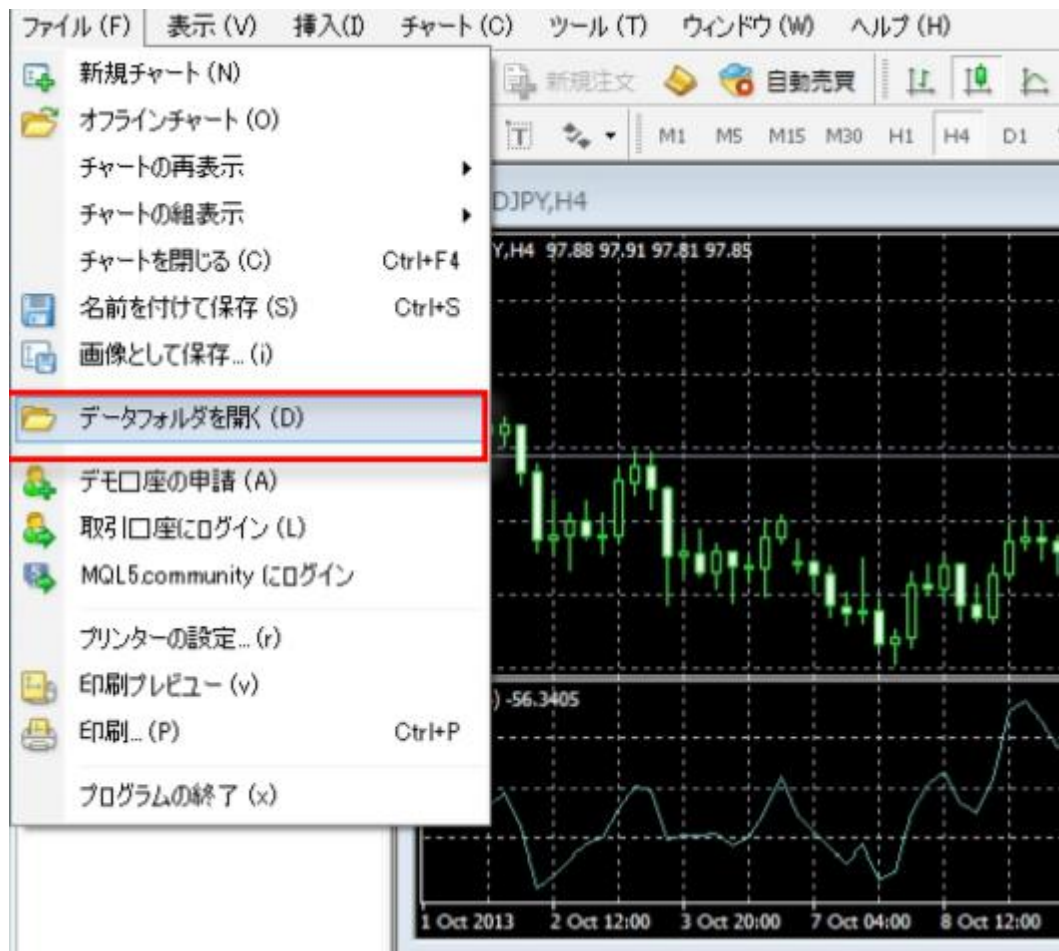 ファイル (F) 表示 (V) 挿入(I) チャート (C) ツール (T) ウィンドウ (W) ヘルプ (H)
新規注文 自動売買
M1 M5 M15 M30 H1 H4 D1
新規チャート (N)
オフラインチャート (O)
チャートの再表示
チャートの組表示
チャートを閉じる (C) Ctrl+F4
名前を付けて保存 (S) Ctrl+S
画像として保存... (i)
データフォルダを開く (D)
デモ口座の申請 (A)
取引口座にログイン (L)
MQL5.community にログイン
プリンターの設定... (r)
印刷プレビュー (v)
印刷... (P) Ctrl+P
プログラムの終了 (x)
DJPY,H4
Y,H4 97.88 97.91 97.81 97.85
) -56.3405
1 Oct 2013 2 Oct 12:00 3 Oct 20:00 7 Oct 04:00 8 Oct 12:00